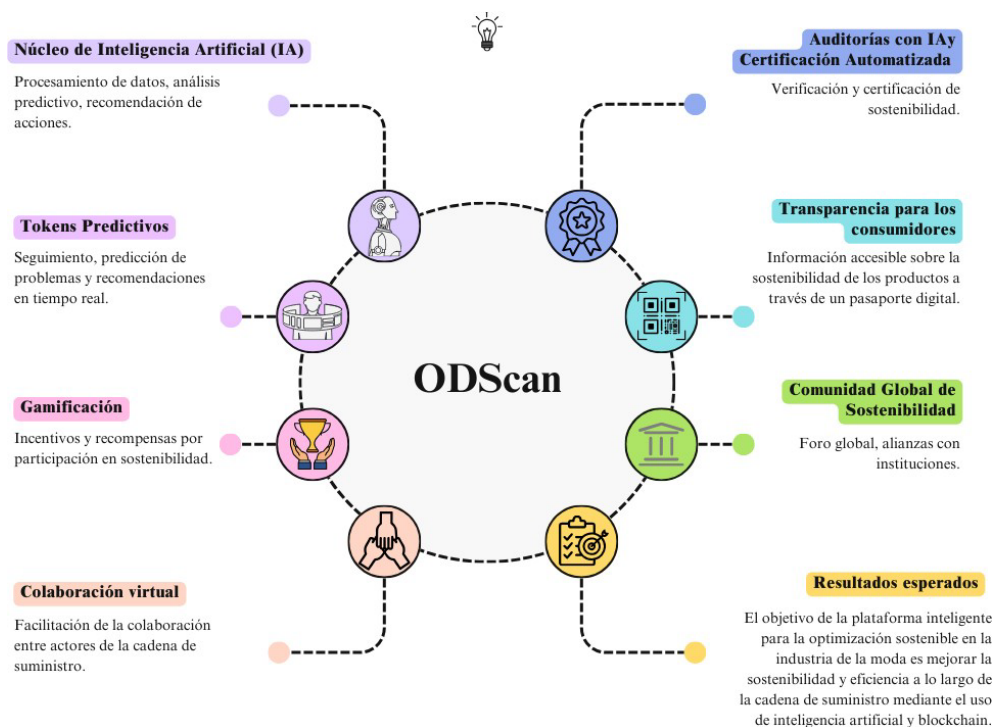 Núcleo de Inteligencia Artificial (IA)
Procesamiento de datos, análisis
predictivo, recomendación de
acciones.
Tokens Predictivos
Seguimiento, predicción de
problemas y recomendaciones
en tiempo real.
Gamificación
Incentivos y recompensas por
participación en sostenibilidad.
Colaboración virtual
Facilitación de la colaboración
entre actores de la cadena de
suministro.
ODScan
Auditorías con IAy
Certificación Automatizada
Verificación y certificación de
sostenibilidad.
Transparencia para los
consumidores
Información accesible sobre la
sostenibilidad de los productos a
través de un pasaporte digital.
Comunidad Global de
Sostenibilidad
Foro global, alianzas con
instituciones.
Resultados esperados
El objetivo de la plataforma inteligente
para la optimización sostenible en la
industria de la moda es mejorar la
sostenibilidad y eficiencia a lo largo de
la cadena de suministro mediante el uso
de inteligencia artificial y blockchain.